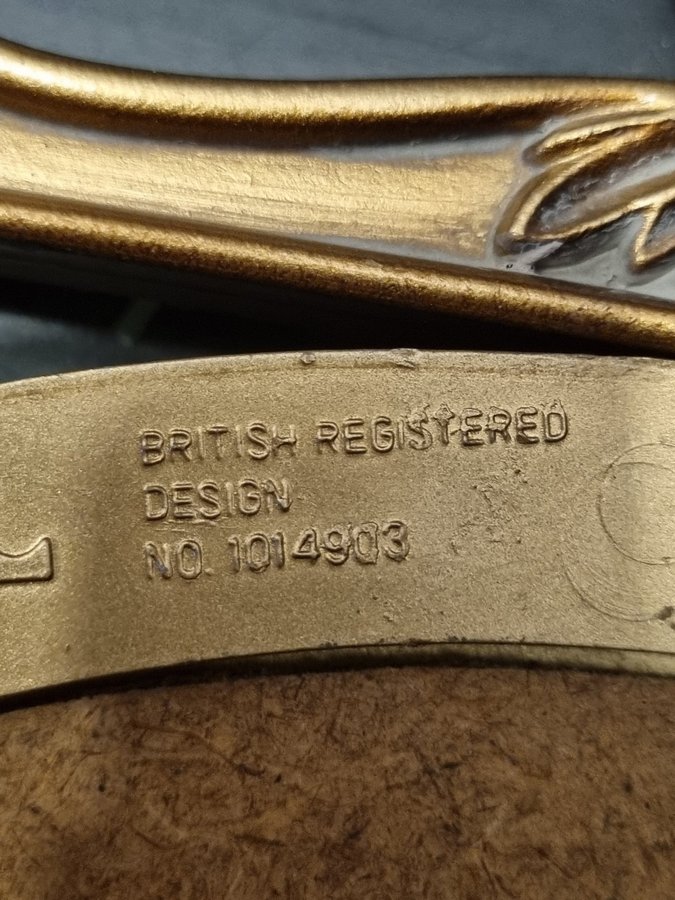 BRITISH REGISTERED
DESIGN
NO. 1014903